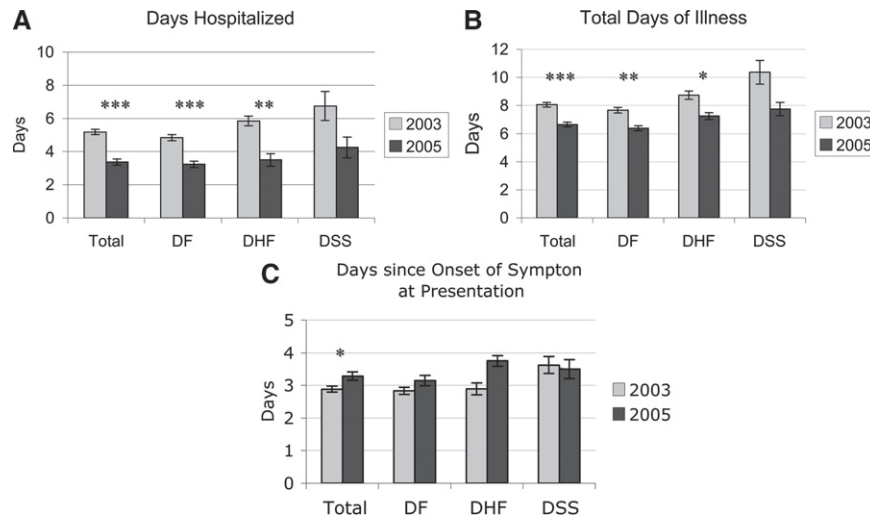 A
Days Hospitalized
10
8
6
4
2
0
Days
***
***
**
2003
2005
Total DF DHF DSS
B
Total Days of Illness
12
10
8
6
4
2
0
Days
***
**
*
2003
2005
Total DF DHF DSS
C
Days since Onset of Sympton
at Presentation
5
4
3
2
1
0
Days
*
2003
2005
Total DF DHF DSS